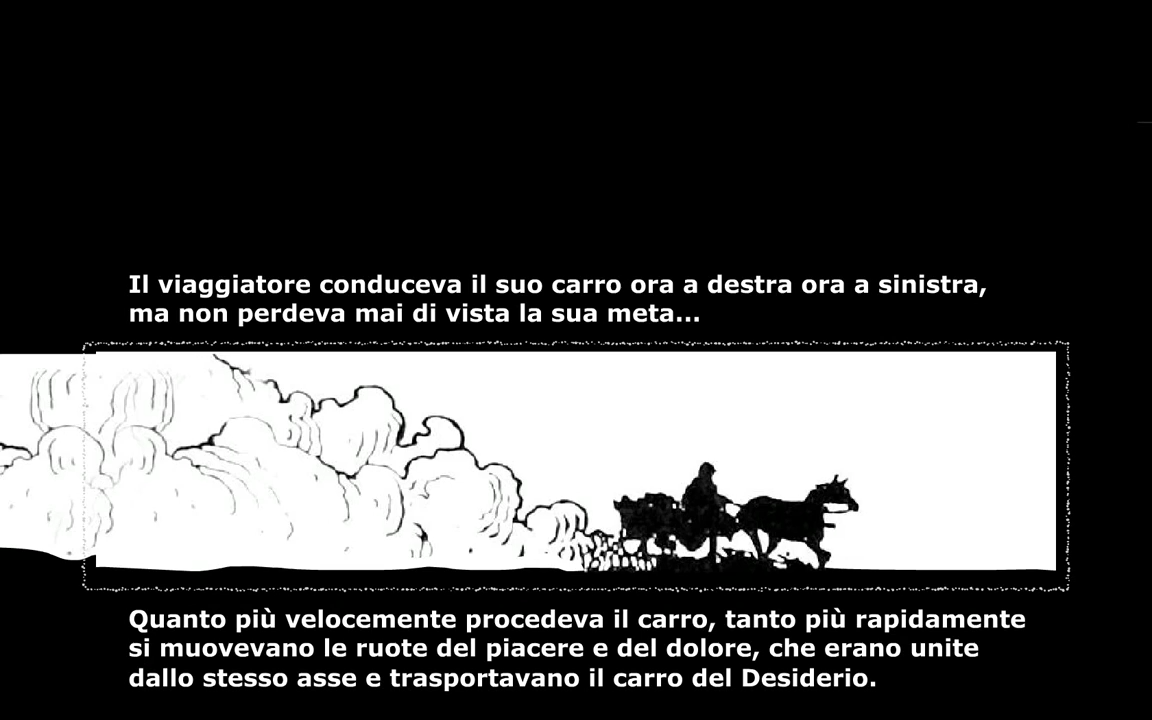 Il viaggiatore conduceva il suo carro ora a destra ora a sinistra,
ma non perdeva mai di vista la sua meta...
Quanto più velocemente procedeva il carro, tanto più rapidamente
si muovevano le ruote del piacere e del dolore, che erano unite
dallo stesso asse e trasportavano il carro del Desiderio.